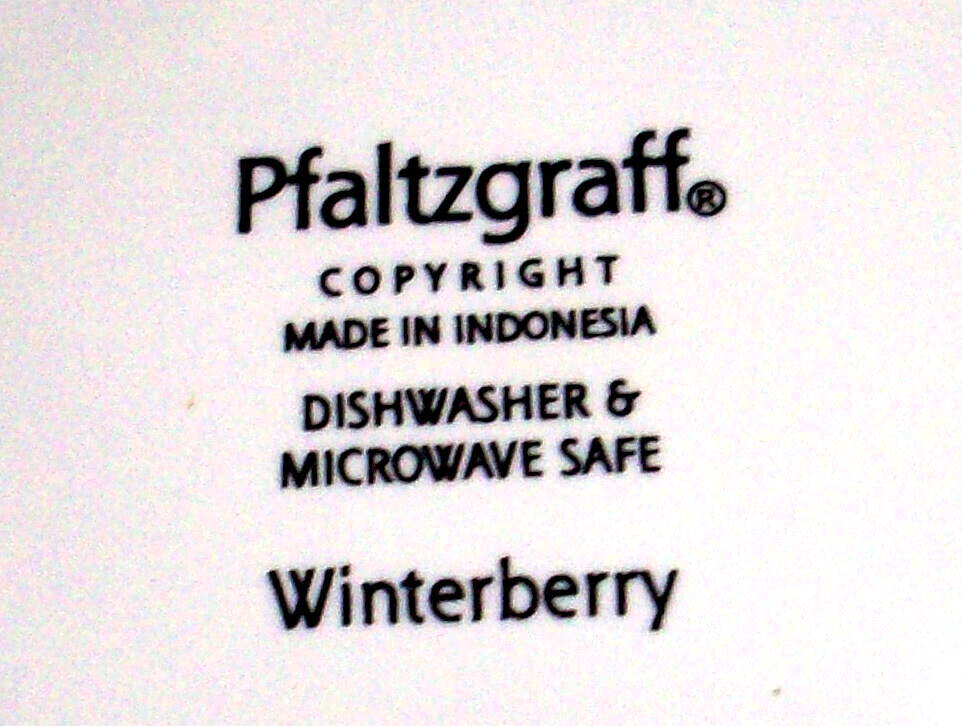 Pfaltzgraff®
COPYRIGHT
MADE IN INDONESIA
DISHWASHER &
MICROWAVE SAFE
Winterberry